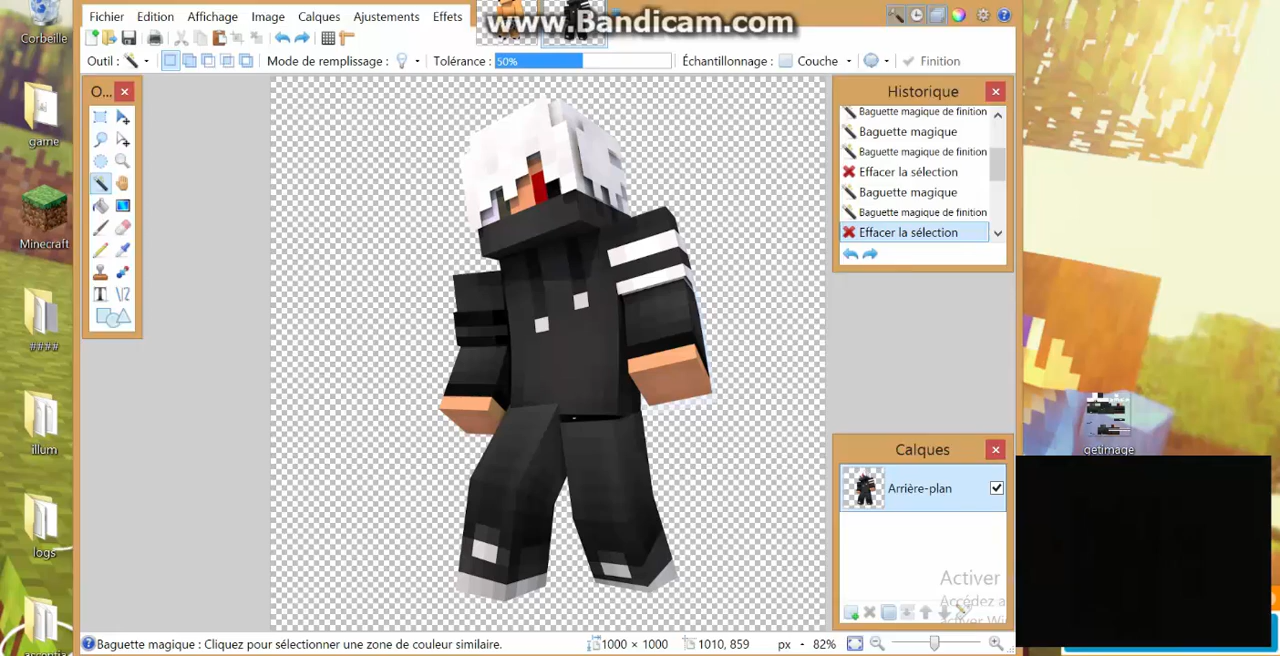 www.Bandicam.com
Fichier Edition Affichage Image Calques Ajustements Effets
Outil : Mode de remplissage : Tolérance : 50% Échantillonnage : Couche Finition
O...
Historique
Baguette magique de finition
Baguette magique
Baguette magique de finition
Effacer la sélection
Baguette magique
Baguette magique de finition
Effacer la sélection
Calques
Arrière-plan
Activer
Accédez a
Baguette magique : Cliquez pour sélectionner une zone de couleur similaire.
1000 × 1000
1010, 859
px
82%
Corbeille
game
Minecraft
####
illum
logs
getimage